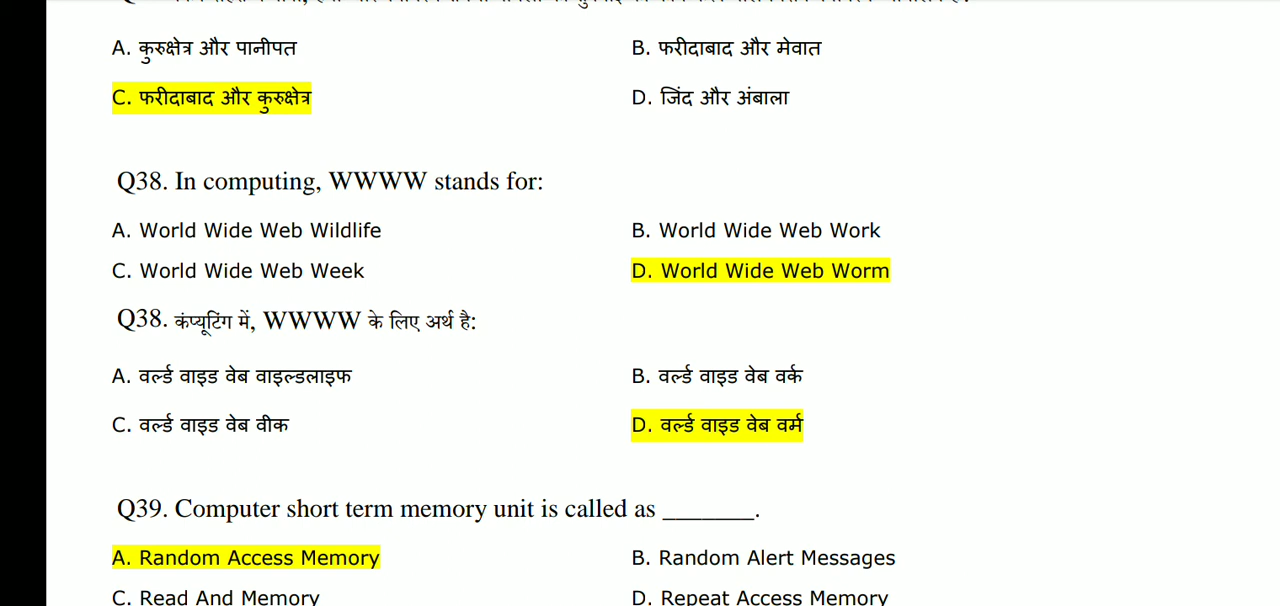 A. कुरुक्षेत्र और पानीपत B. फरीदाबाद और मेवात
C. फरीदाबाद और कुरुक्षेत्र D. जिंद और अंबाला
Q38. In computing, WWWW stands for:
A. World Wide Web Wildlife B. World Wide Web Work
C. World Wide Web Week D. World Wide Web Worm
Q38. कंप्यूटिंग में, WWWW के लिए अर्थ है:
A. वर्ल्ड वाइड वेब वाइल्डलाइफ B. वर्ल्ड वाइड वेब वर्क
C. वर्ल्ड वाइड वेब वीक D. वर्ल्ड वाइड वेब वर्म
Q39. Computer short term memory unit is called as _______.
A. Random Access Memory B. Random Alert Messages
C. Read And Memory D. Repeat Access Memory